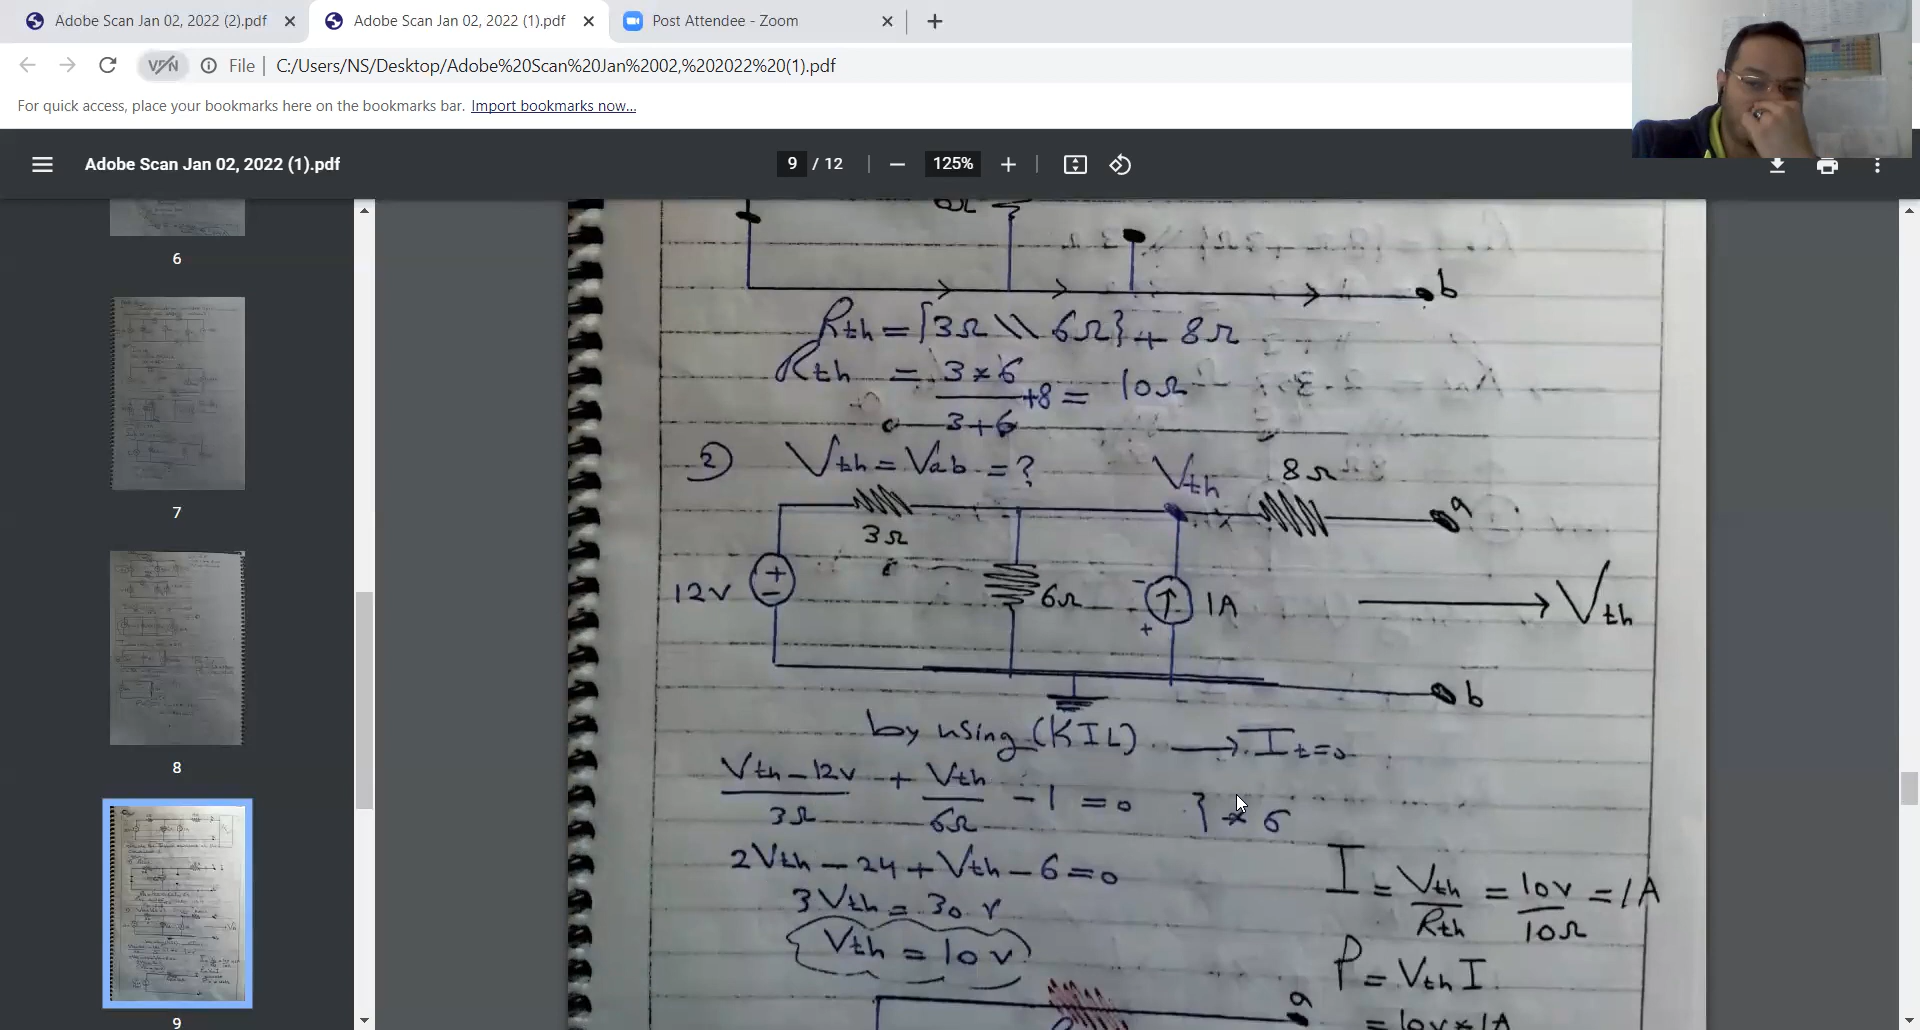 Adobe Scan Jan 02, 2022 (2).pdf
Adobe Scan Jan 02, 2022 (1).pdf
Post Attendee - Zoom
VPN
File
C:/Users/NS/Desktop/Adobe%20Scan%20Jan%2002,%202022%20(1).pdf
For quick access, place your bookmarks here on the bookmarks bar. Import bookmarks now...
Adobe Scan Jan 02, 2022 (1).pdf
9 / 12
125%
6
7
8
9
b
Rth = [3Ω \\ 6Ω} + 8Ω
Rth = 3 * 6 / 3 + 6 + 8 = 10Ω
2 Vth = Vab = ?
Vth
8Ω
a
3Ω
12V
+
-
6Ω
-
+
1A
Vth
b
by using (KIL) → It=0
Vth - 12v / 3Ω + Vth / 6Ω - 1 = 0 } * 6
2Vth - 24 + Vth - 6 = 0
3Vth = 30 v
Vth = 10 v
I = Vth / Rth = 10v / 10Ω = 1A
P = Vth I
= 10v * 1A
a